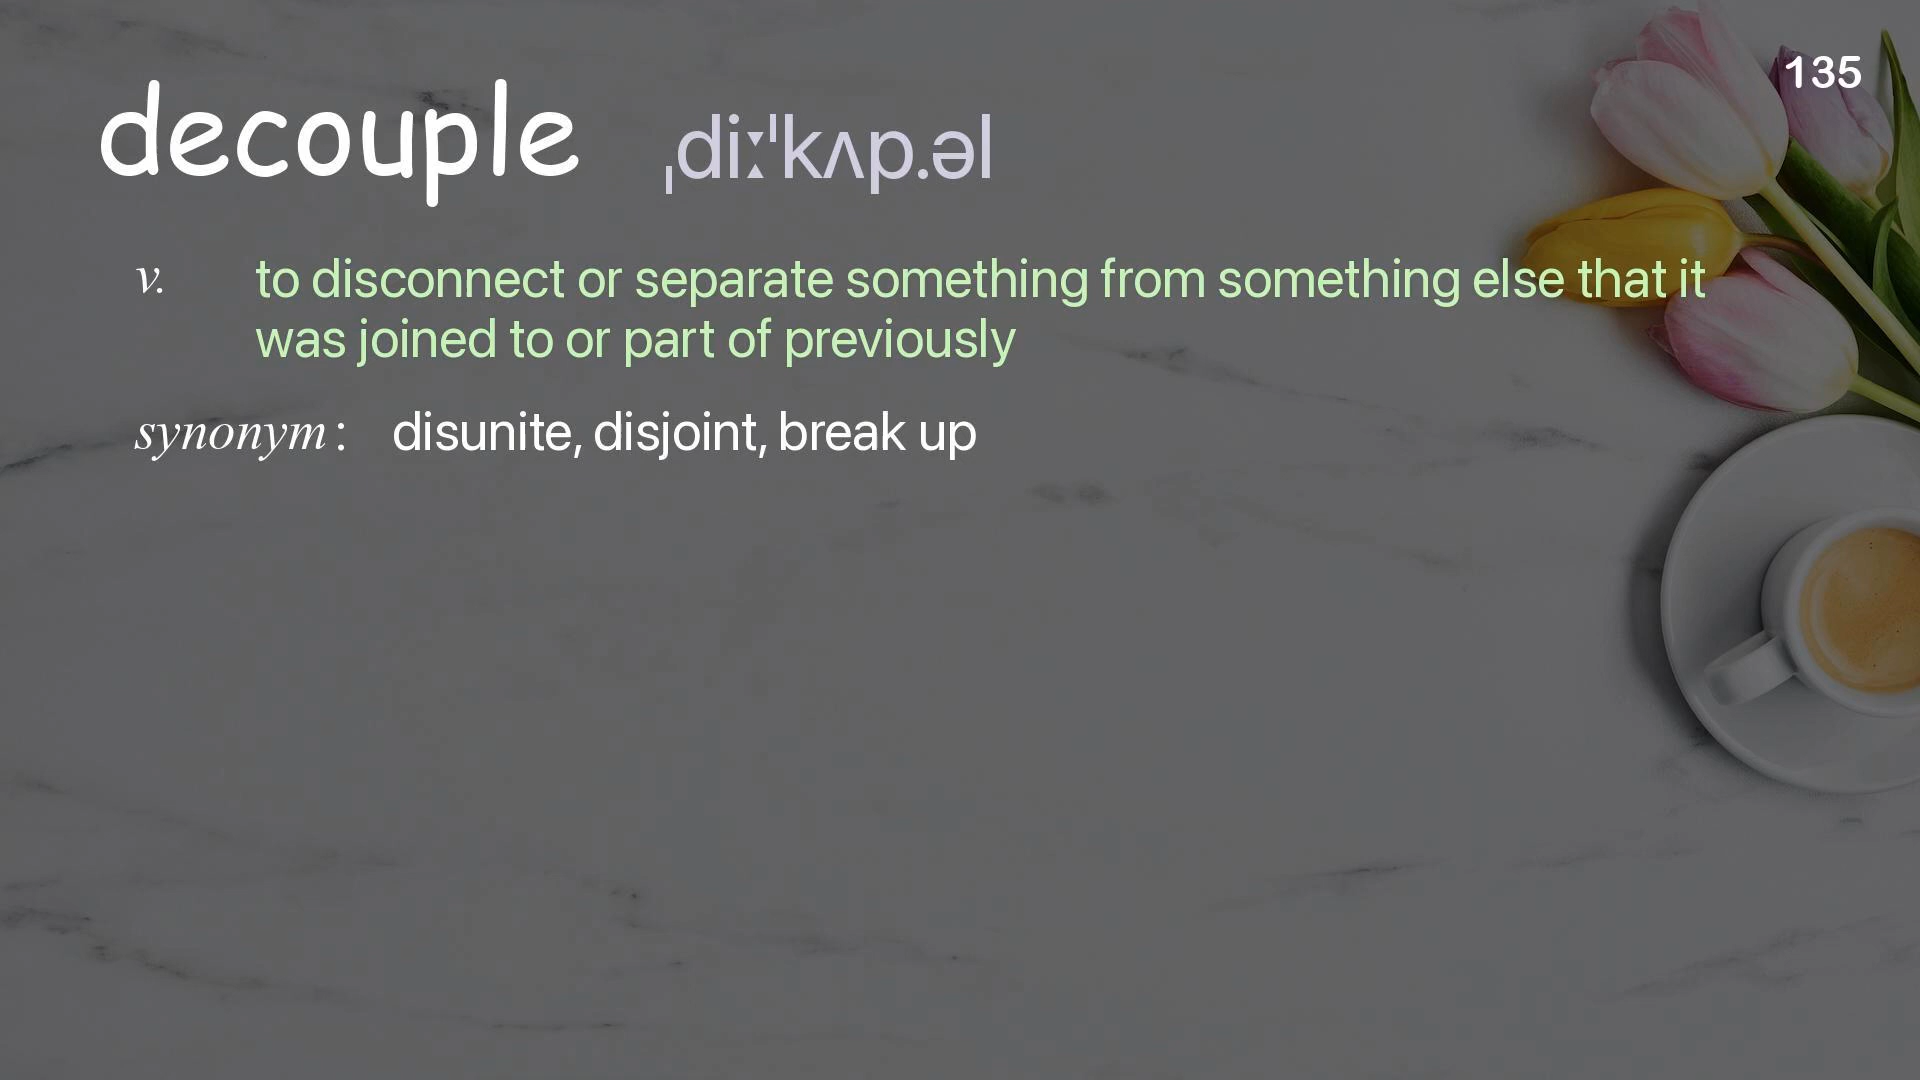 135
decouple ˌdiːˈkʌp.əl
v. to disconnect or separate something from something else that it
was joined to or part of previously
synonym : disunite, disjoint, break up